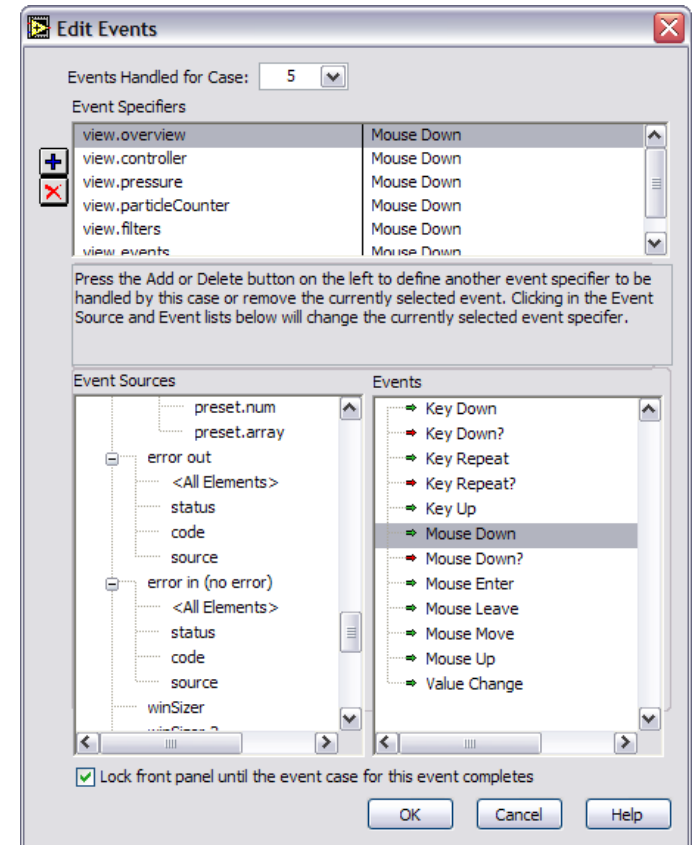 Edit Events
Events Handled for Case: 5
Event Specifiers
view.overview Mouse Down
view.controller Mouse Down
view.pressure Mouse Down
view.particleCounter Mouse Down
view.filters Mouse Down
view.events Mouse Down
Press the Add or Delete button on the left to define another event specifier to be
handled by this case or remove the currently selected event. Clicking in the Event
Source and Event lists below will change the currently selected event specifer.
Event Sources
preset.num
preset.array
error out
<All Elements>
status
code
source
error in (no error)
<All Elements>
status
code
source
winSizer
winSizer 2
Events
Key Down
Key Down?
Key Repeat
Key Repeat?
Key Up
Mouse Down
Mouse Down?
Mouse Enter
Mouse Leave
Mouse Move
Mouse Up
Value Change
Lock front panel until the event case for this event completes
OK Cancel Help